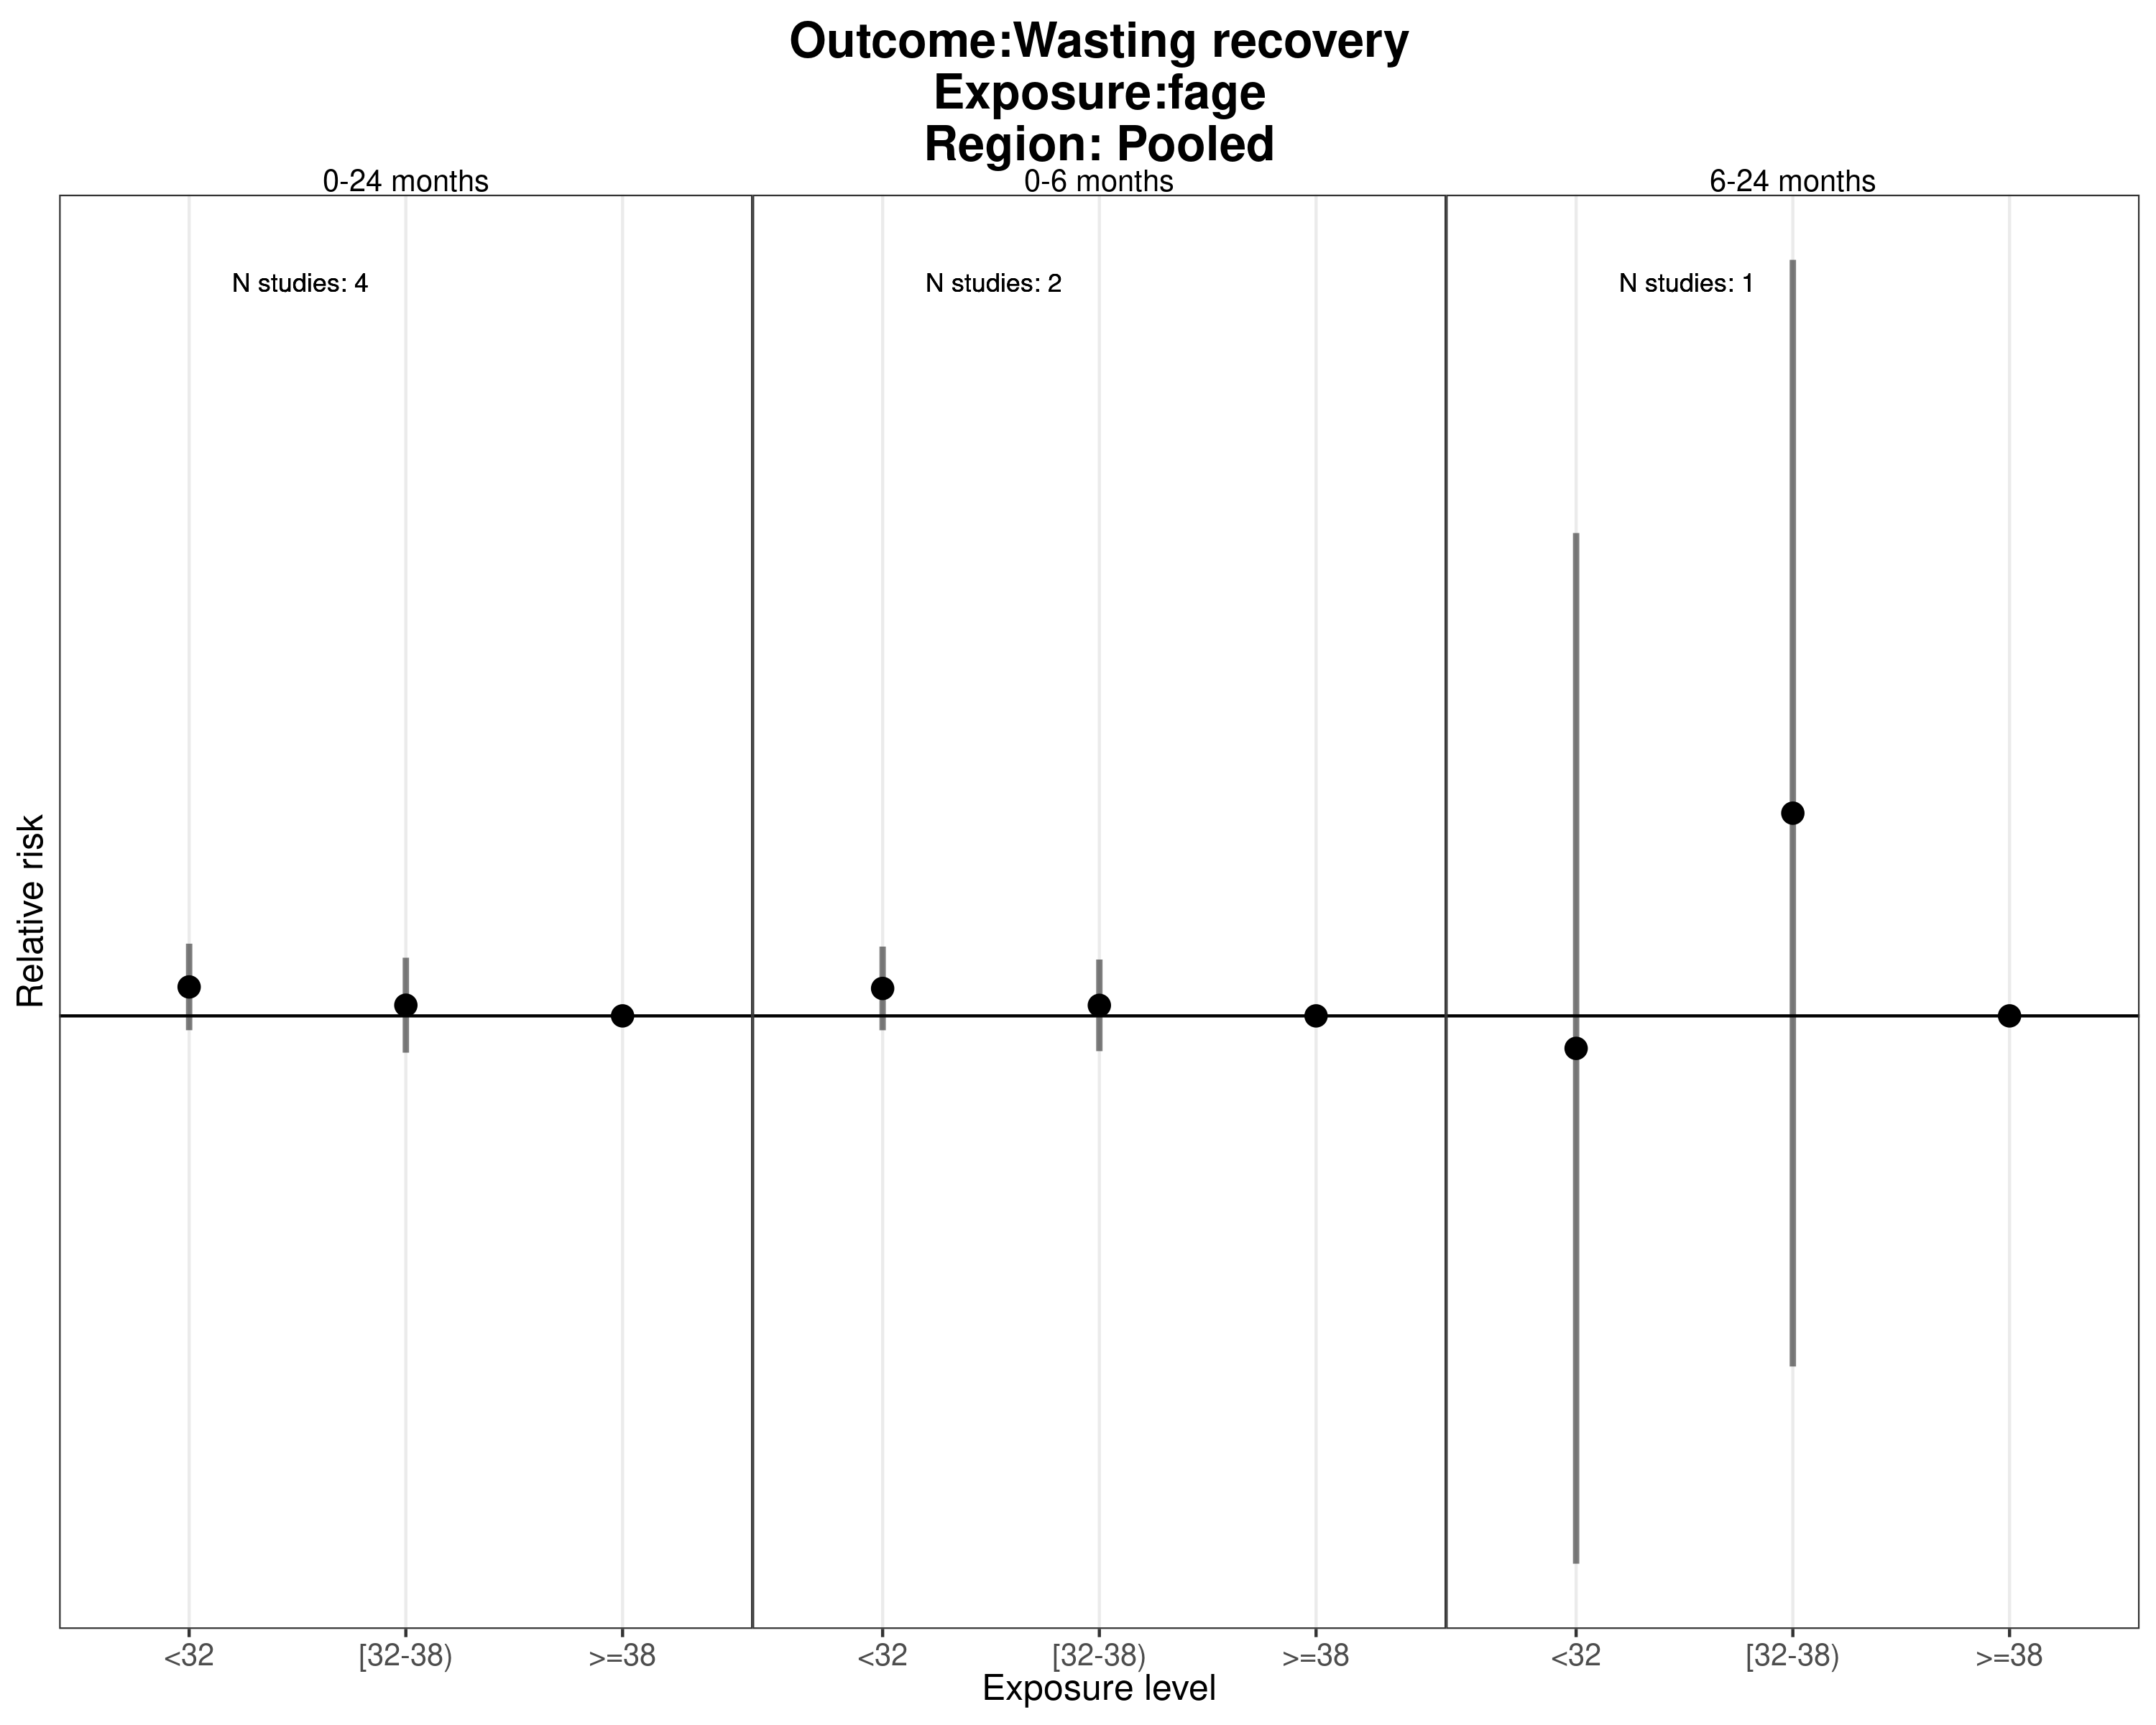 Outcome:Wasting recovery
Exposure:fage
Region: Pooled
0-24 months
0-6 months
6-24 months
N studies: 4
N studies: 2
N studies: 1
Relative risk
<32
[32-38)
>=38
<32
[32-38)
>=38
<32
[32-38)
>=38
Exposure level